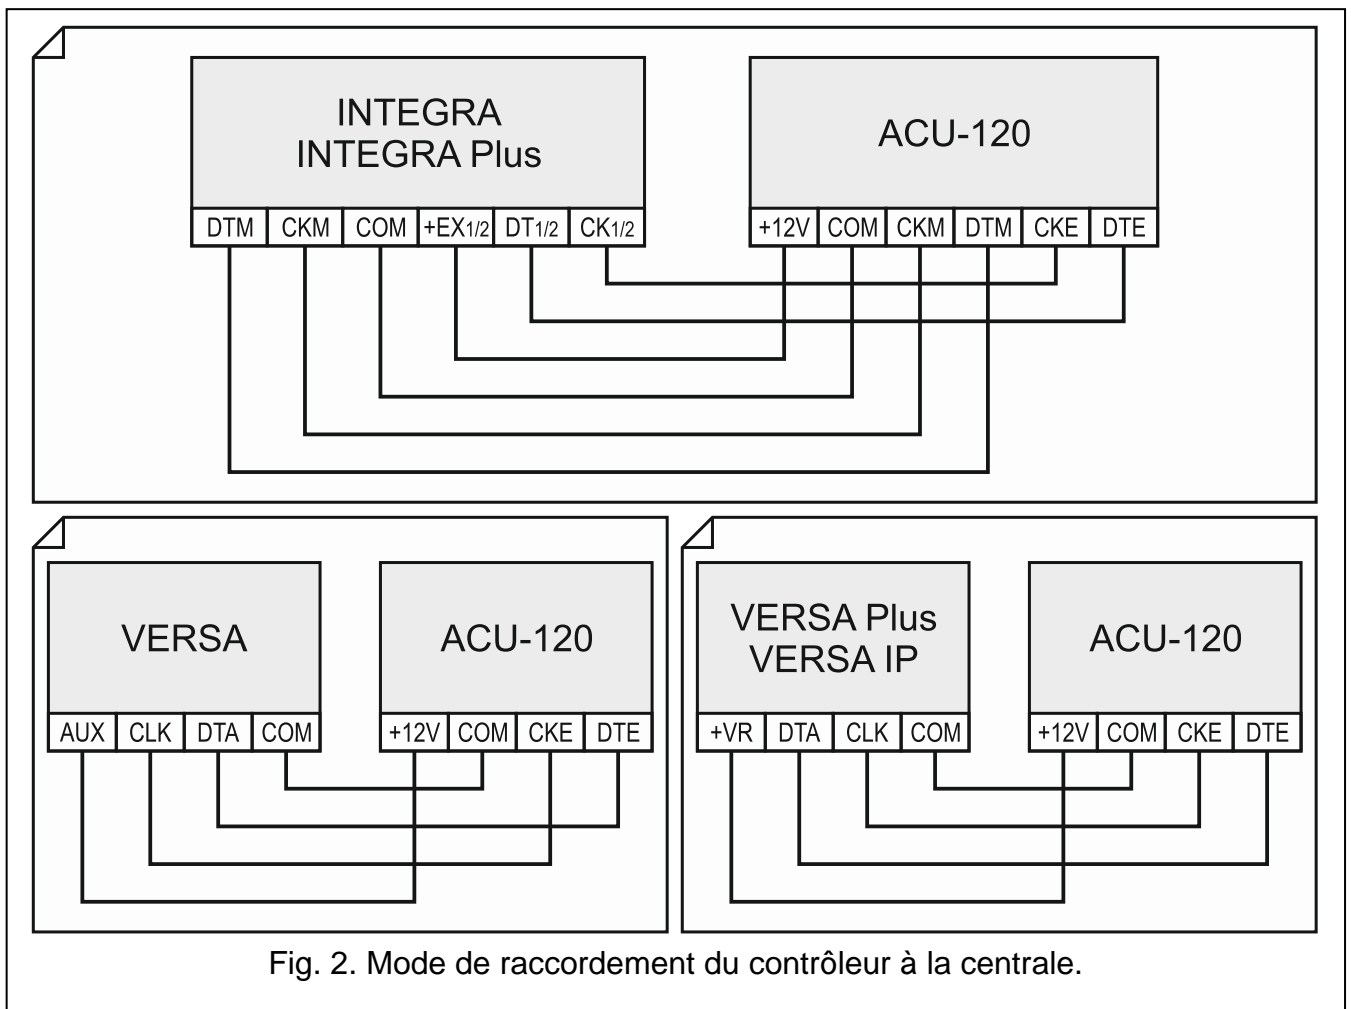 INTEGRA
INTEGRA Plus
ACU-120
DTM CKM COM +EX1/2 DT1/2 CK1/2
+12V COM CKM DTM CKE DTE
VERSA
ACU-120
AUX CLK DTA COM
+12V COM CKE DTE
VERSA Plus
VERSA IP
ACU-120
+VR DTA CLK COM
+12V COM CKE DTE
Fig. 2. Mode de raccordement du contrôleur à la centrale.